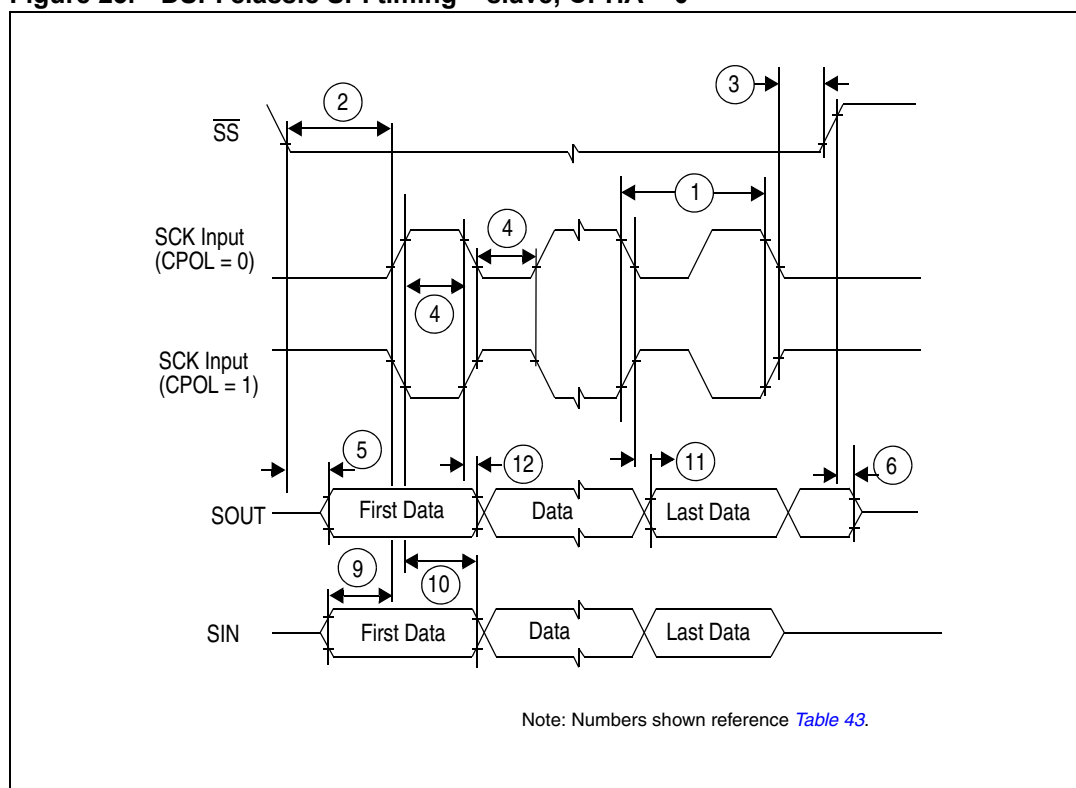 DSPI classic SPI timing – slave, CPHA = 0
3
2
SS
1
SCK Input
(CPOL = 0)
4
4
SCK Input
(CPOL = 1)
5
12
11
6
SOUT
First Data
Data
Last Data
9
10
SIN
First Data
Data
Last Data
Note: Numbers shown reference Table 43.